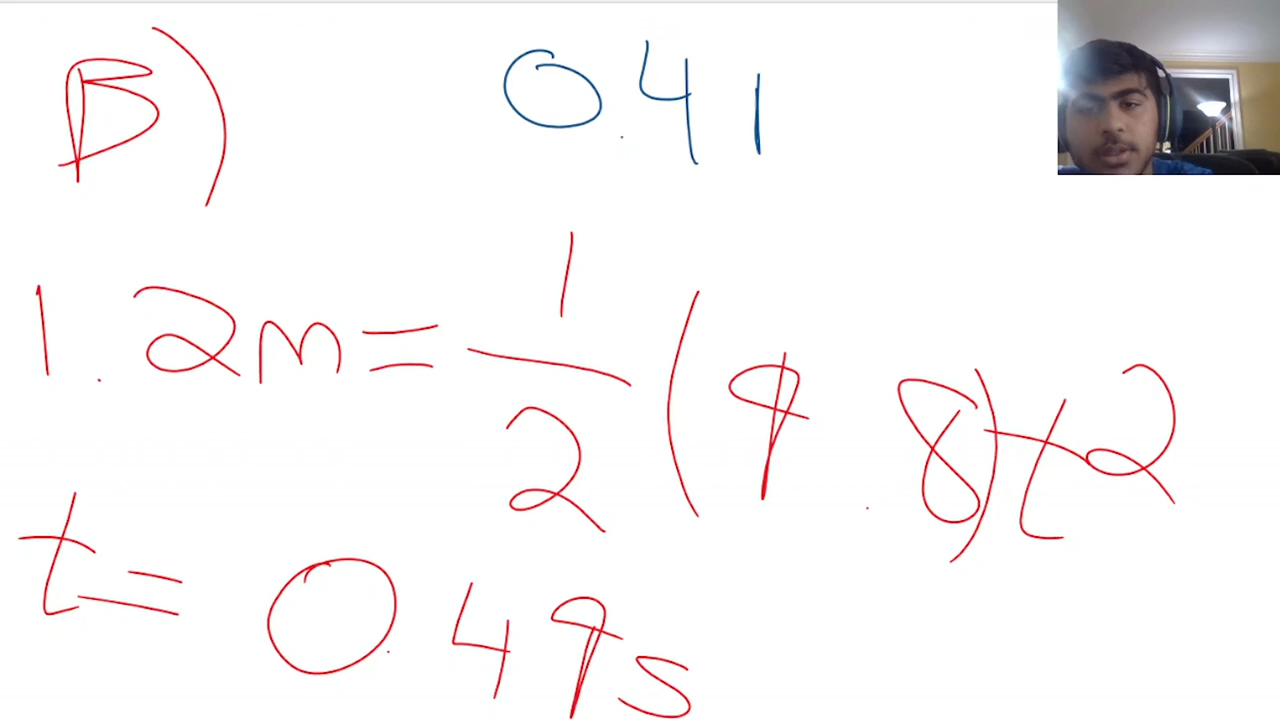 B) 0.41
1.2m = 1/2 (9.8)t2
t = 0.49s